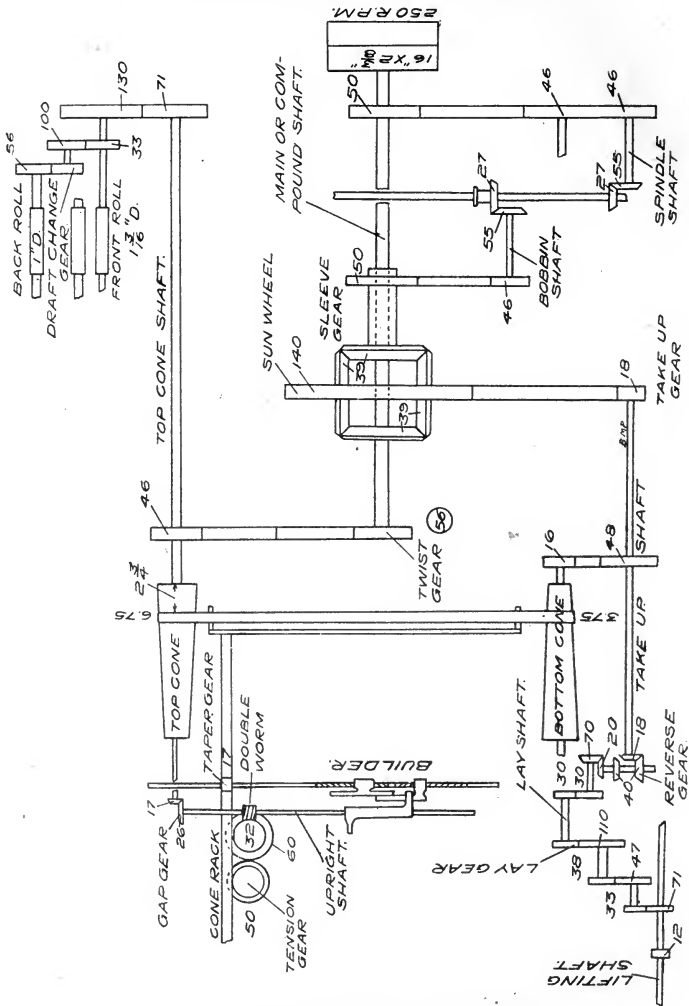 56
BACK ROLL
1"D.
DRAFT CHANGE
GEAR
100
130
71
33
FRONT ROLL
1 3/16 "D.
TOP CONE SHAFT.
46
2 3/4
6.75
TOP CONE
17
26
GAP GEAR
CONE RACK
TAPER GEAR
17
DOUBLE
WORM
32
60
50
TENSION
GEAR
UPRIGHT
SHAFT.
BUILDER.
TWIST
GEAR
56
SUN WHEEL
140
SLEEVE
GEAR
39
39
50
46
MAIN OR COM-
POUND SHAFT.
250 R.P.M.
16" X 2
50
46
46
27
55
BOBBIN
SHAFT
27
55
SPINDLE
SHAFT
18
TAKE UP
GEAR
TAKE UP SHAFT
16
48
3.75
BOTTOM CONE
LAY SHAFT.
30
30
70
20
18
40
REVERSE
GEAR.
LAY GEAR
38
110
33
47
71
12
LIFTING
SHAFT.